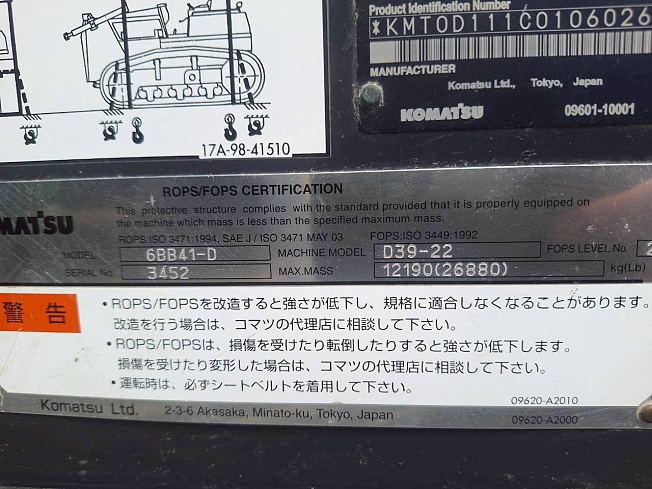 Product Identification Number
*KMT0D111C0106026
MANUFACTURER
Komatsu Ltd., Tokyo, Japan
KOMATSU
09601-10001
17A-98-41510
ROPS/FOPS CERTIFICATION
This protective structure complies with the standard provided that it is properly equipped on
the machine which mass is less than the specified maximum mass.
ROPS:ISO 3471:1994, SAE J / ISO 3471 MAY 03 FOPS:ISO 3449:1992
MATSU
MODEL 6BB41-D MACHINE MODEL D39-22 FOPS LEVEL No. 2
SERIAL No. 3452 MAX.MASS 12190(26880) kg(Lb)
警告
・ROPS/FOPSを改造すると強さが低下し、規格に適合しなくなることがあります。
改造を行う場合は、コマツの代理店に相談して下さい。
・ROPS/FOPSは、損傷を受けたり転倒したりすると強さが低下します。
損傷を受けたり変形した場合は、コマツの代理店に相談して下さい。
・運転時は、必ずシートベルトを着用して下さい。
09620-A2010
Komatsu Ltd. 2-3-6 Akasaka, Minato-ku, Tokyo, Japan
09620-A2000